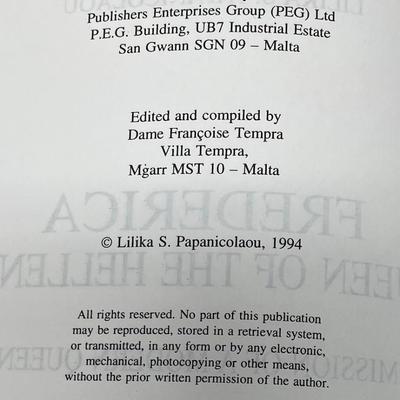 Publishers Enterprises Group (PEG) Ltd
P.E.G. Building, UB7 Industrial Estate
San Gwann SGN 09 – Malta
Edited and compiled by
Dame Françoise Tempra
Villa Tempra,
Mġarr MST 10 – Malta
FREDERICA
© Lilika S. Papanicolaou, 1994
EEN OF THE HELLEN
All rights reserved. No part of this publication
may be reproduced, stored in a retrieval system,
or transmitted, in any form or by any electronic,
mechanical, photocopying or other means,
without the prior written permission of the author.